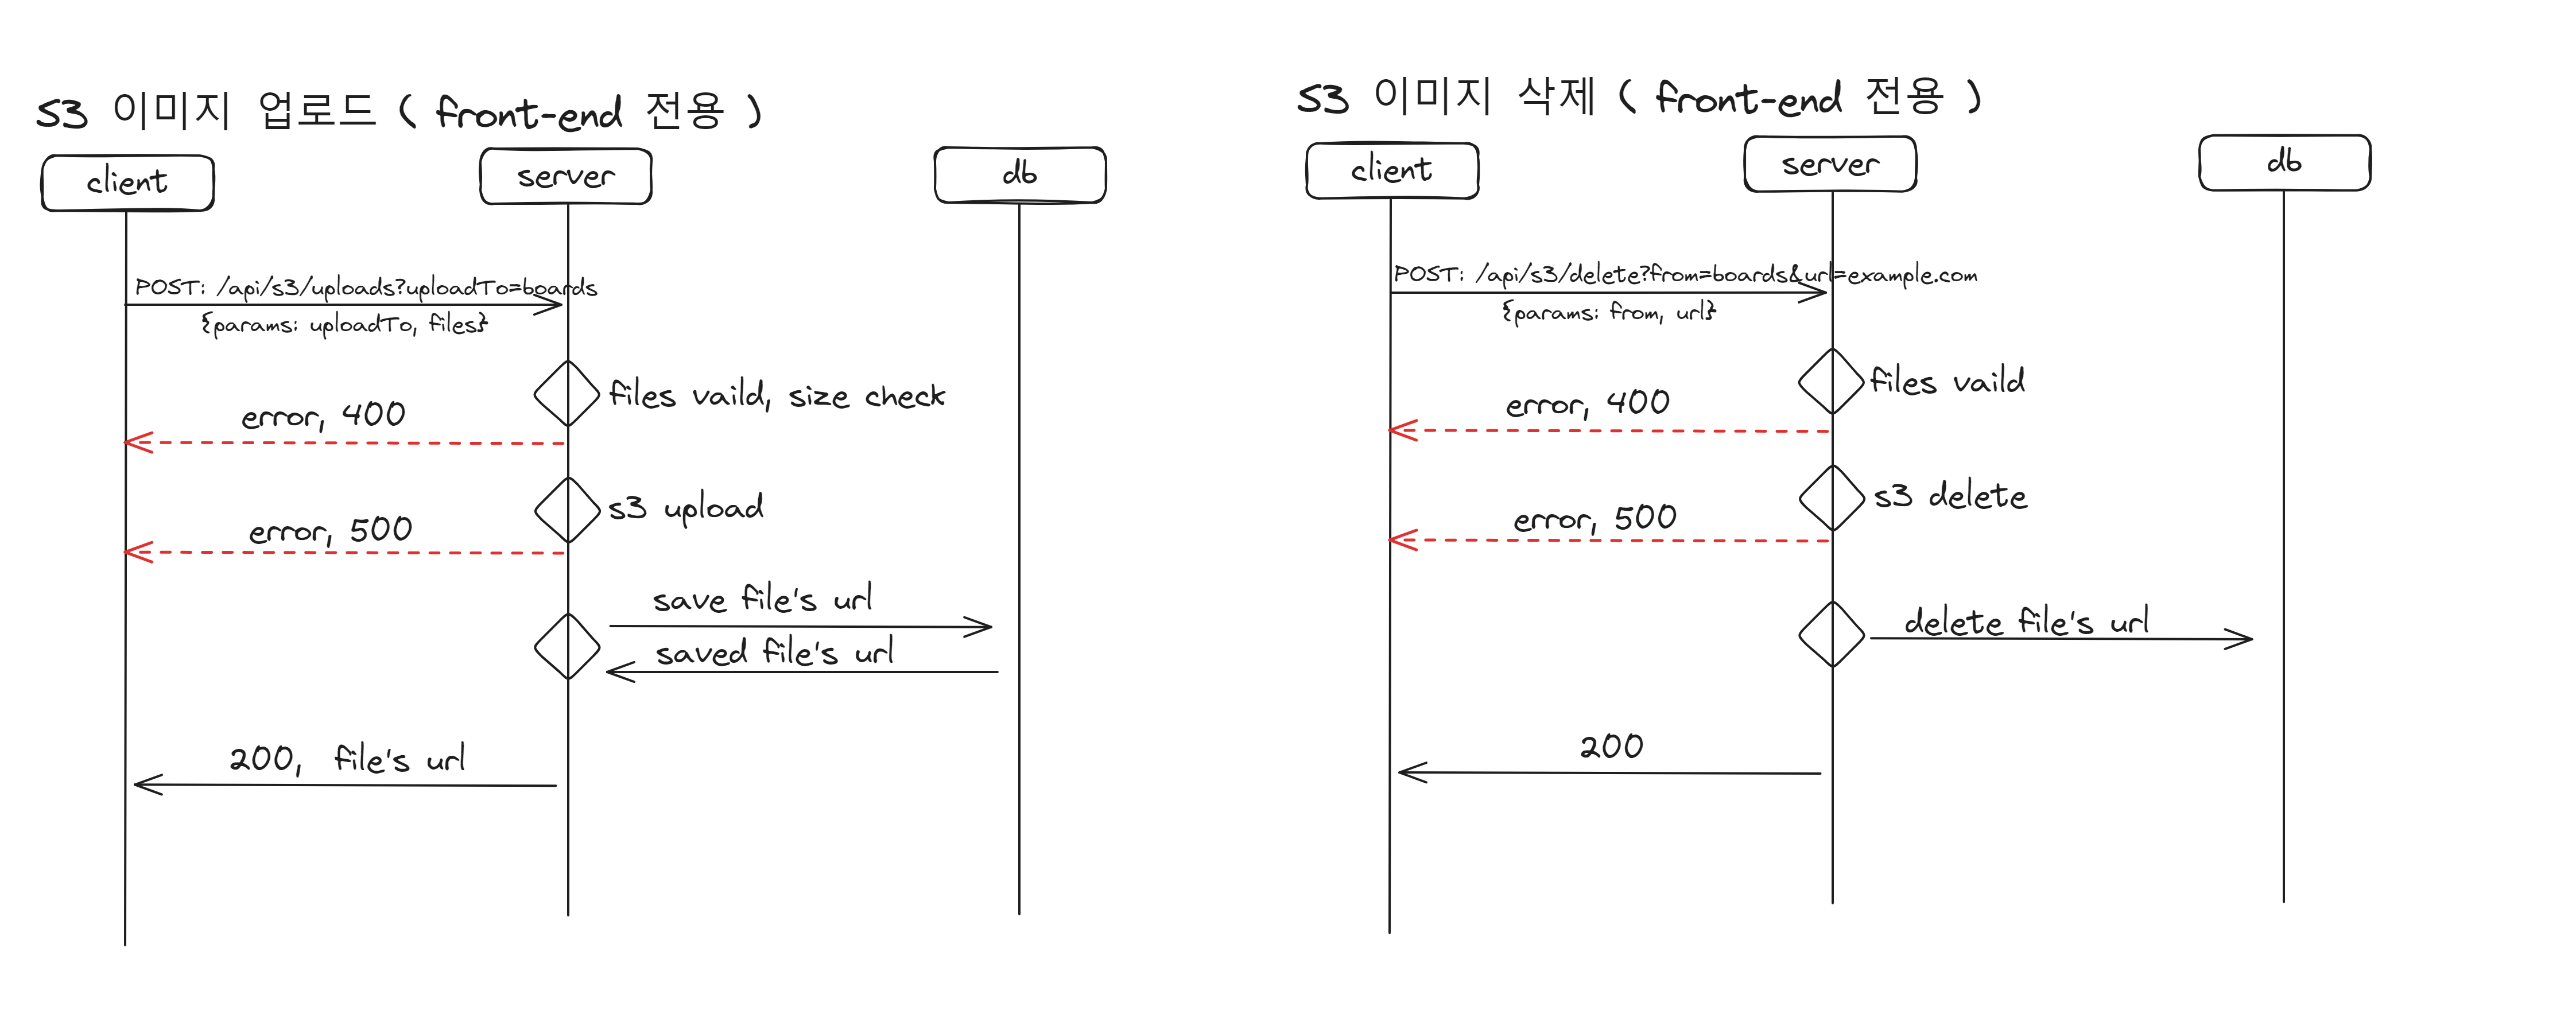 S3 이미지 업로드 ( front-end 전용 )
client
server
db
POST: /api/s3/uploads?uploadTo=boards
{params: uploadTo, files}
files vaild, size check
error, 400
s3 upload
error, 500
save file's url
saved file's url
200, file's url
S3 이미지 삭제 ( front-end 전용 )
client
server
db
POST: /api/s3/delete?from=boards&url=example.com
{params: from, url}
files vaild
error, 400
s3 delete
error, 500
delete file's url
200